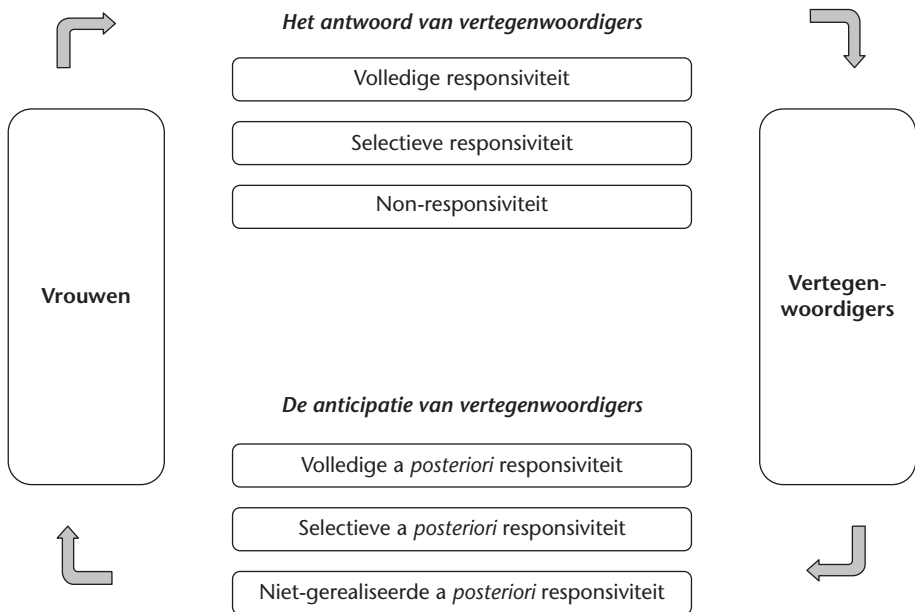 Het antwoord van vertegenwoordigers
Volledige responsiviteit
Selectieve responsiviteit
Non-responsiviteit
Vrouwen
Vertegen-
woordigers
De anticipatie van vertegenwoordigers
Volledige a posteriori responsiviteit
Selectieve a posteriori responsiviteit
Niet-gerealiseerde a posteriori responsiviteit